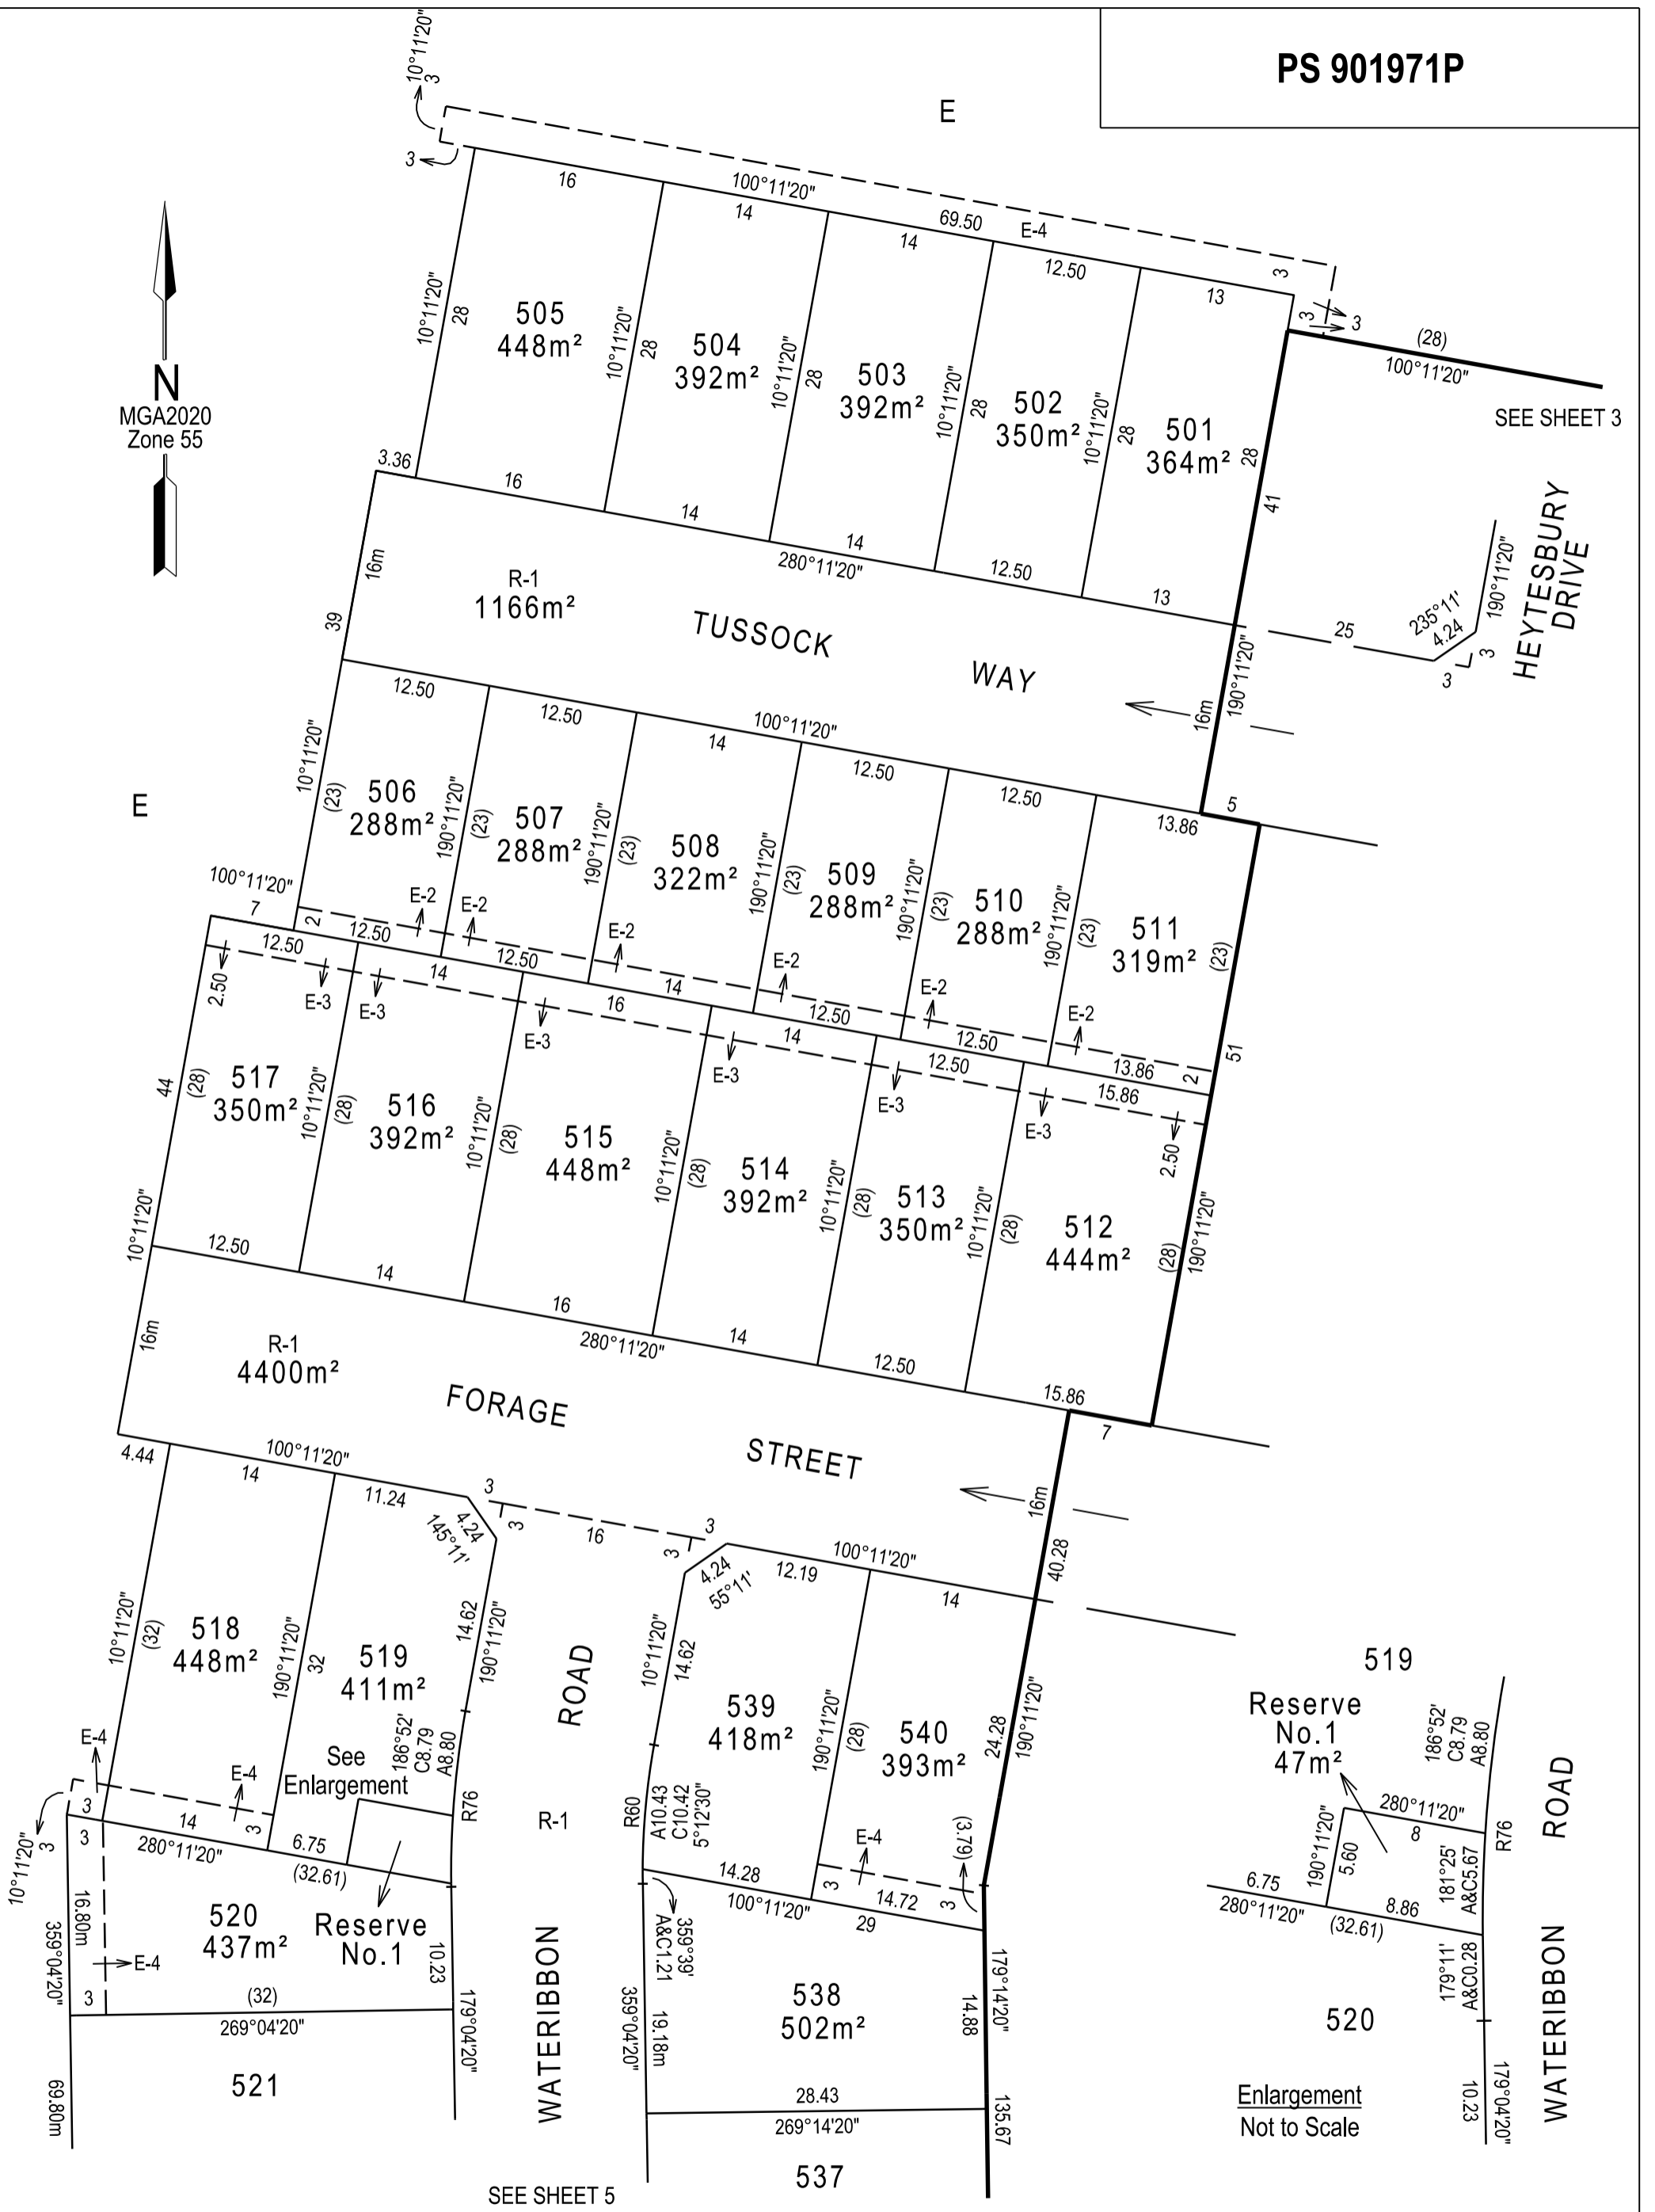 PS 901971P
E
10°11'20"
3
3
16
100°11'20"
14
69.50
E-4
14
12.50
3
13
3
3
(28)
100°11'20"
SEE SHEET 3
N
MGA2020
Zone 55
10°11'20"
28
505
448m²
10°11'20"
28
504
392m²
10°11'20"
28
503
392m²
10°11'20"
28
502
350m²
10°11'20"
28
501
364m²
28
41
3.36
16
14
14
280°11'20"
12.50
13
16m
39
R-1
1166m²
TUSSOCK
WAY
190°11'20"
16m
25
235°11'
4.24
3
3
190°11'20"
HEYTESBURY
DRIVE
12.50
12.50
14
100°11'20"
12.50
12.50
13.86
5
E
10°11'20"
(23)
506
288m²
190°11'20"
(23)
507
288m²
190°11'20"
(23)
508
322m²
190°11'20"
(23)
509
288m²
190°11'20"
(23)
510
288m²
190°11'20"
(23)
511
319m²
(23)
51
100°11'20"
7
2
E-2
E-2
E-2
E-2
E-2
E-2
12.50
12.50
14
12.50
12.50
13.86
2
12.50
14
16
14
12.50
15.86
2.50
E-3
E-3
E-3
E-3
E-3
E-3
2.50
44
(28)
517
350m²
10°11'20"
(28)
516
392m²
10°11'20"
(28)
515
448m²
10°11'20"
(28)
514
392m²
10°11'20"
(28)
513
350m²
10°11'20"
(28)
512
444m²
(28)
190°11'20"
10°11'20"
12.50
14
16
280°11'20"
14
12.50
15.86
7
16m
R-1
4400m²
FORAGE
STREET
16m
40.28
4.44
100°11'20"
14
11.24
4.24
145°11'
3
3
16
3
3
4.24
55°11'
12.19
100°11'20"
14
10°11'20"
(32)
518
448m²
190°11'20"
32
519
411m²
14.62
190°11'20"
186°52'
C8.79
A8.80
R76
See
Enlargement
ROAD
10°11'20"
14.62
539
418m²
190°11'20"
(28)
540
393m²
24.28
190°11'20"
R60
A10.43
C10.42
5°12'30"
E-4
E-4
3
3
14
3
280°11'20"
6.75
(32.61)
10°11'20"
3
R-1
E-4
(3.79)
14.28
3
14.72
3
100°11'20"
29
16.80m
359°04'20"
520
437m²
Reserve
No.1
E-4
3
(32)
269°04'20"
10.23
179°04'20"
WATERIBBON
359°39'
A&C1.21
359°04'20"
19.18m
538
502m²
14.88
179°14'20"
28.43
269°14'20"
135.67
537
521
69.80m
SEE SHEET 5
519
Reserve
No.1
47m²
186°52'
C8.79
A8.80
280°11'20"
8
190°11'20"
5.60
R76
181°25'
A&C5.67
6.75
280°11'20"
8.86
(32.61)
179°11'
A&C0.28
520
179°04'20"
10.23
ROAD
WATERIBBON
Enlargement
Not to Scale